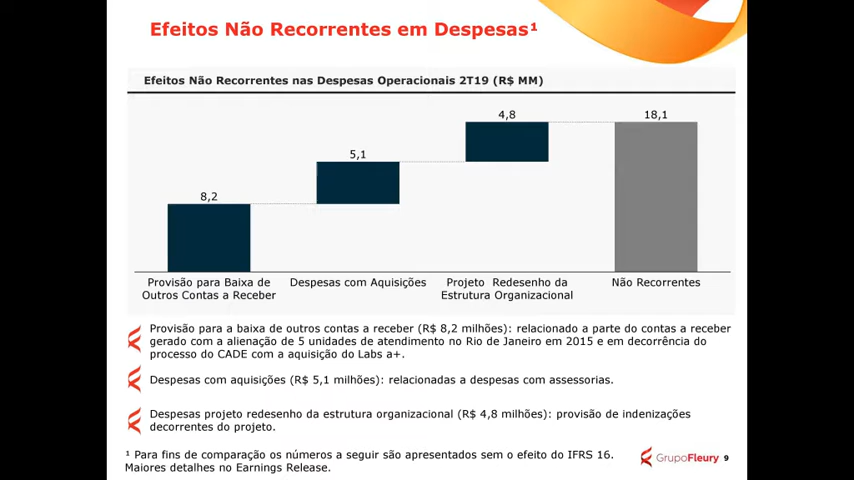 Efeitos Não Recorrentes em Despesas¹
Efeitos Não Recorrentes nas Despesas Operacionais 2T19 (R$ MM)
8,2
5,1
4,8
18,1
Provisão para Baixa de
Outros Contas a Receber
Despesas com Aquisições
Projeto Redesenho da
Estrutura Organizacional
Não Recorrentes
Provisão para a baixa de outros contas a receber (R$ 8,2 milhões): relacionado a parte do contas a receber
gerado com a alienação de 5 unidades de atendimento no Rio de Janeiro em 2015 e em decorrência do
processo do CADE com a aquisição do Labs a+.
Despesas com aquisições (R$ 5,1 milhões): relacionadas a despesas com assessorias.
Despesas projeto redesenho da estrutura organizacional (R$ 4,8 milhões): provisão de indenizações
decorrentes do projeto.
¹ Para fins de comparação os números a seguir são apresentados sem o efeito do IFRS 16.
Maiores detalhes no Earnings Release.
GrupoFleury 9